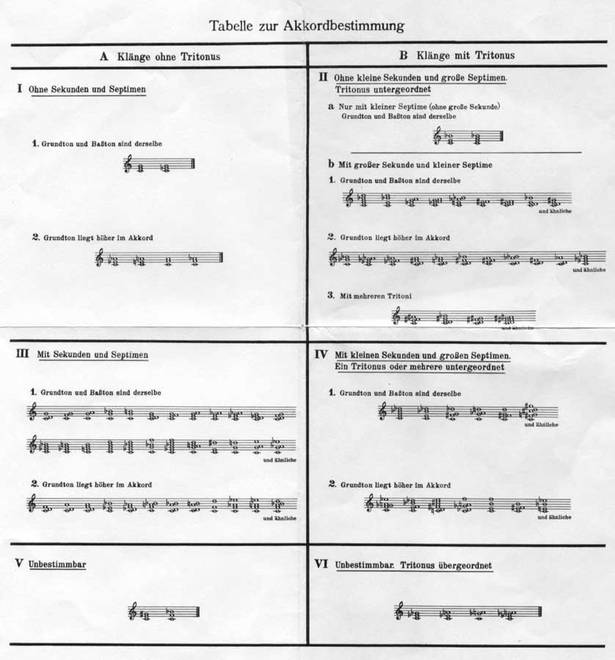 Tabelle zur Akkordbestimmung
A Klänge ohne Tritonus
B Klänge mit Tritonus
I Ohne Sekunden und Septimen
1. Grundton und Baßton sind derselbe
2. Grundton liegt höher im Akkord
II Ohne kleine Sekunden und große Septimen.
Tritonus untergeordnet
a Nur mit kleiner Septime (ohne große Sekunde)
Grundton und Baßton sind derselbe
b Mit großer Sekunde und kleiner Septime
1. Grundton und Baßton sind derselbe
und ähnliche
2. Grundton liegt höher im Akkord
und ähnliche
3. Mit mehreren Tritoni
und ähnliche
III Mit Sekunden und Septimen
1. Grundton und Baßton sind derselbe
und ähnliche
2. Grundton liegt höher im Akkord
und ähnliche
IV Mit kleinen Sekunden und großen Septimen.
Ein Tritonus oder mehrere untergeordnet
1. Grundton und Baßton sind derselbe
und ähnliche
2. Grundton liegt höher im Akkord
und ähnliche
V Unbestimmbar
VI Unbestimmbar. Tritonus übergeordnet